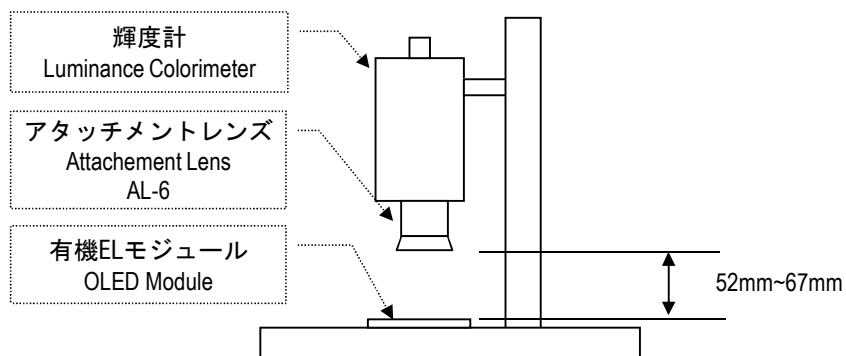 輝度計
Luminance Colorimeter
アタッチメントレンズ
Attachement Lens
AL-6
有機ELモジュール
OLED Module
52mm~67mm